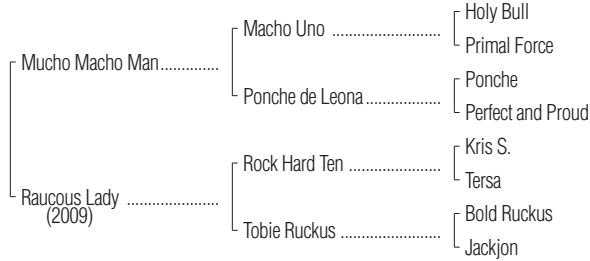 Holy Bull
Macho Uno ....................
Primal Force
Mucho Macho Man..............
Ponche
Ponche de Leona..................
Perfect and Proud
Kris S.
Rock Hard Ten ..................
Tersa
Raucous Lady ....................
(2009)
Bold Ruckus
Tobie Ruckus ....................
Jackjon